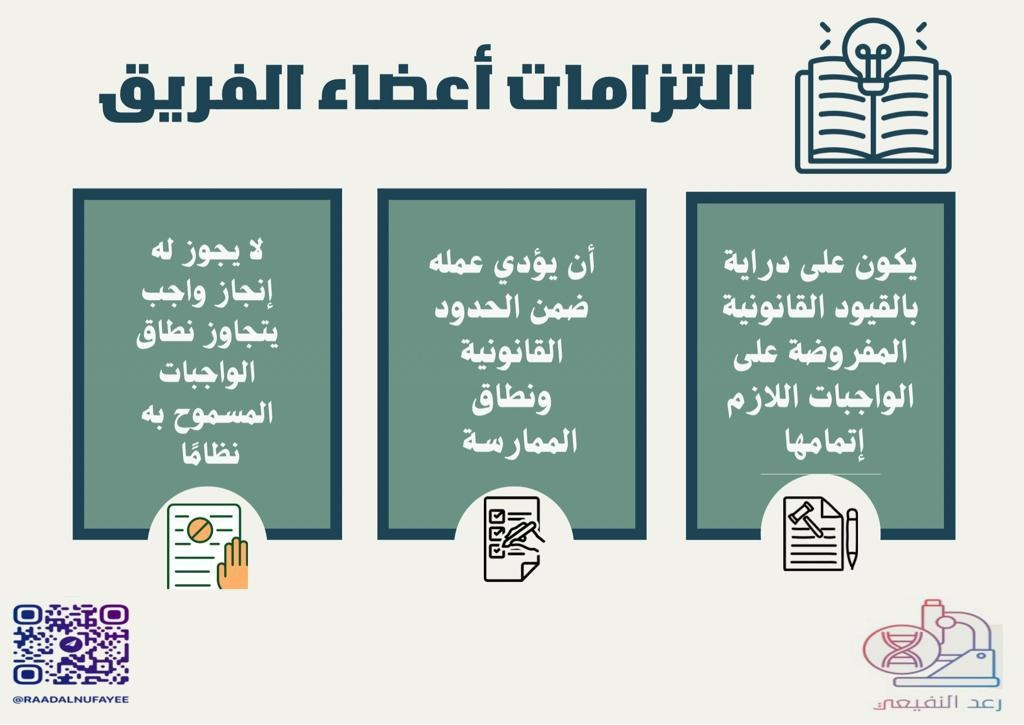 التزامات أعضاء الفريق
يكون على دراية
بالقيود القانونية
المفروضة على
الواجبات اللازم
إتمامها
أن يؤدي عمله
ضمن الحدود
القانونية
ونطاق
الممارسة
لا يجوز له
إنجاز واجب
يتجاوز نطاق
الواجبات
المسموح به
نظامًا
@RAADALNUFAYEE
رعد النفيعي